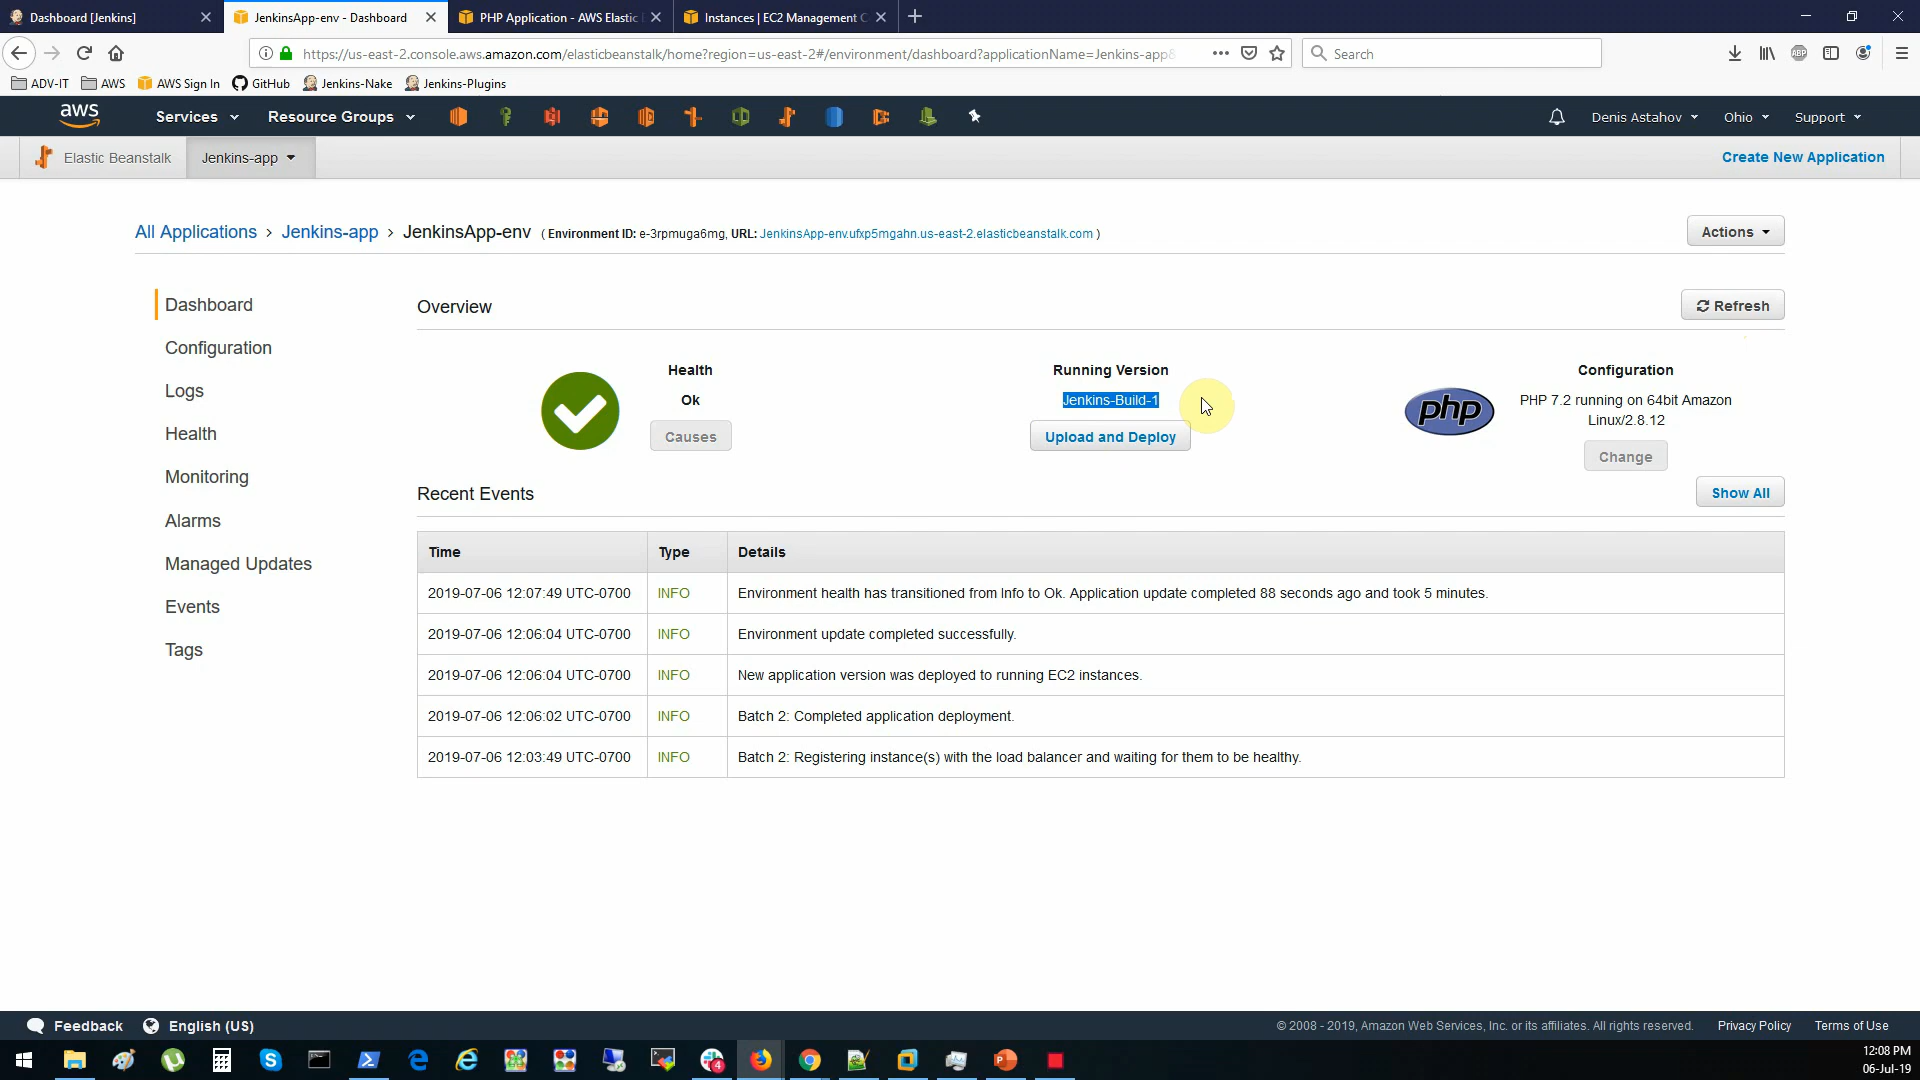 Dashboard [Jenkins]
JenkinsApp-env - Dashboard
PHP Application - AWS Elastic
Instances | EC2 Management C
https://us-east-2.console.aws.amazon.com/elasticbeanstalk/home?region=us-east-2#/environment/dashboard?applicationName=Jenkins-app&
Search
ADV-IT
AWS
AWS Sign In
GitHub
Jenkins-Nake
Jenkins-Plugins
ABP
aws
Services
Resource Groups
Denis Astahov
Ohio
Support
Elastic Beanstalk
Jenkins-app
Create New Application
All Applications › Jenkins-app › JenkinsApp-env ( Environment ID: e-3rpmuga6mg, URL: JenkinsApp-env.ufxp5mgahn.us-east-2.elasticbeanstalk.com )
Actions
Dashboard
Configuration
Logs
Health
Monitoring
Alarms
Managed Updates
Events
Tags
Overview
Refresh
Health
Ok
Causes
Running Version
Jenkins-Build-1
Upload and Deploy
php
Configuration
PHP 7.2 running on 64bit Amazon
Linux/2.8.12
Change
Recent Events
Show All
Time Type Details
2019-07-06 12:07:49 UTC-0700 INFO Environment health has transitioned from Info to Ok. Application update completed 88 seconds ago and took 5 minutes.
2019-07-06 12:06:04 UTC-0700 INFO Environment update completed successfully.
2019-07-06 12:06:04 UTC-0700 INFO New application version was deployed to running EC2 instances.
2019-07-06 12:06:02 UTC-0700 INFO Batch 2: Completed application deployment.
2019-07-06 12:03:49 UTC-0700 INFO Batch 2: Registering instance(s) with the load balancer and waiting for them to be healthy.
Feedback
English (US)
© 2008 - 2019, Amazon Web Services, Inc. or its affiliates. All rights reserved.
Privacy Policy
Terms of Use
4
12:08 PM
06-Jul-19